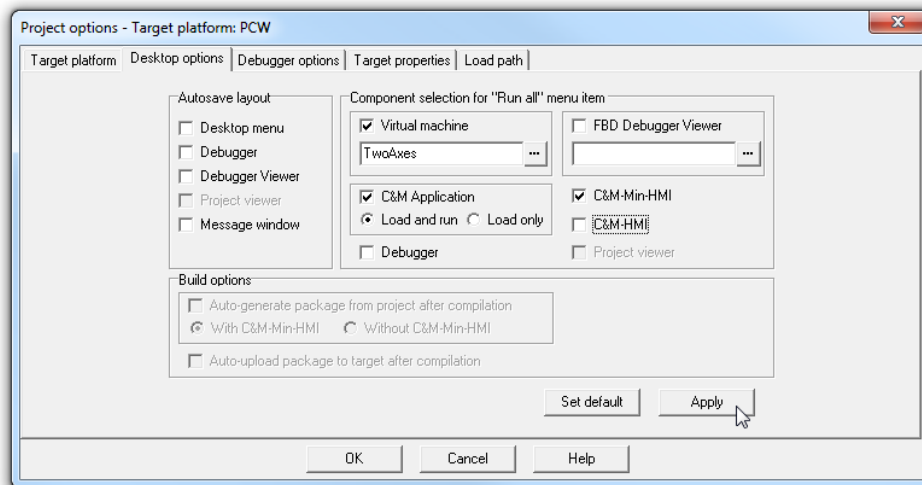 Project options - Target platform: PCW
Target platform Desktop options Debugger options Target properties Load path
Autosave layout
Desktop menu
Debugger
Debugger Viewer
Project viewer
Message window
Component selection for "Run all" menu item
Virtual machine
TwoAxes
...
FBD Debugger Viewer
...
C&M Application
Load and run Load only
Debugger
C&M-Min-HMI
C&M-HMI
Project viewer
Build options
Auto-generate package from project after compilation
With C&M-Min-HMI Without C&M-Min-HMI
Auto-upload package to target after compilation
Set default Apply
OK Cancel Help